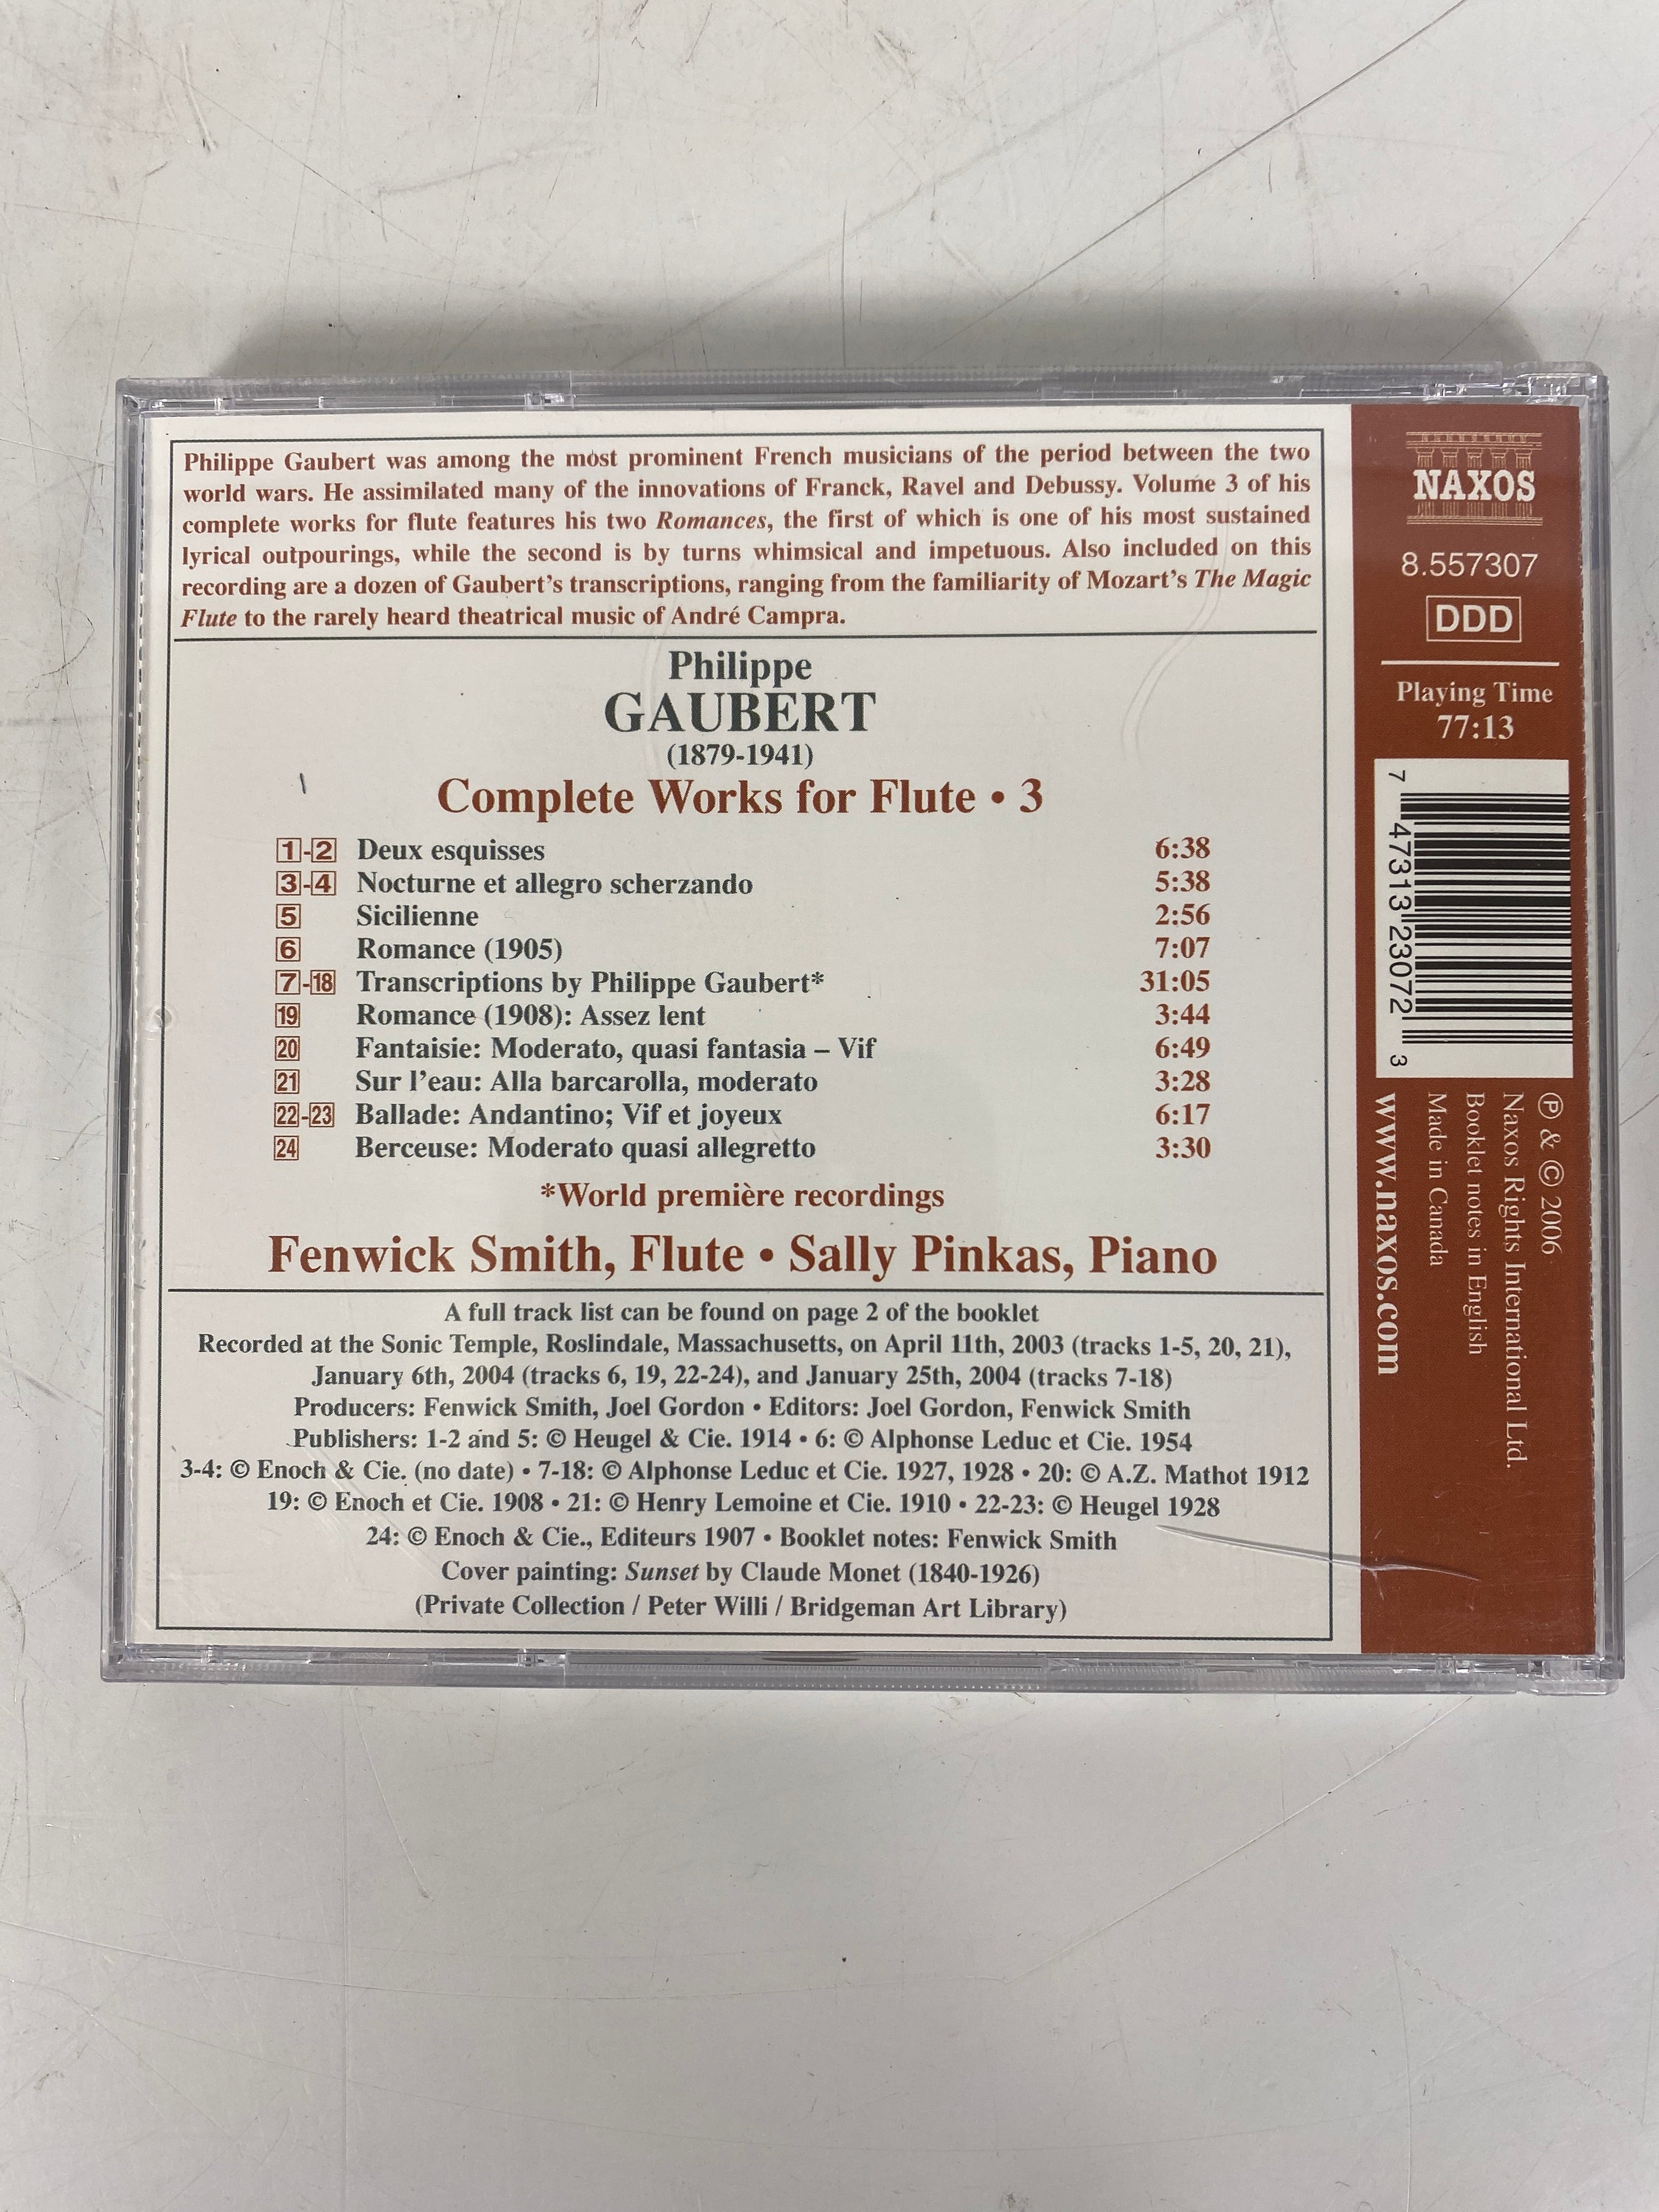 Philippe Gaubert was among the most prominent French musicians of the period between the two
world wars. He assimilated many of the innovations of Franck, Ravel and Debussy. Volume 3 of his
complete works for flute features his two Romances, the first of which is one of his most sustained
lyrical outpourings, while the second is by turns whimsical and impetuous. Also included on this
recording are a dozen of Gaubert's transcriptions, ranging from the familiarity of Mozart's The Magic
Flute to the rarely heard theatrical music of André Campra.
Philippe
GAUBERT
(1879-1941)
Complete Works for Flute • 3
1-2 Deux esquisses 6:38
3-4 Nocturne et allegro scherzando 5:38
5 Sicilienne 2:56
6 Romance (1905) 7:07
7-18 Transcriptions by Philippe Gaubert* 31:05
19 Romance (1908): Assez lent 3:44
20 Fantaisie: Moderato, quasi fantasia – Vif 6:49
21 Sur l'eau: Alla barcarolla, moderato 3:28
22-23 Ballade: Andantino; Vif et joyeux 6:17
24 Berceuse: Moderato quasi allegretto 3:30
*World première recordings
Fenwick Smith, Flute • Sally Pinkas, Piano
A full track list can be found on page 2 of the booklet
Recorded at the Sonic Temple, Roslindale, Massachusetts, on April 11th, 2003 (tracks 1-5, 20, 21),
January 6th, 2004 (tracks 6, 19, 22-24), and January 25th, 2004 (tracks 7-18)
Producers: Fenwick Smith, Joel Gordon • Editors: Joel Gordon, Fenwick Smith
Publishers: 1-2 and 5: © Heugel & Cie. 1914 • 6: © Alphonse Leduc et Cie. 1954
3-4: © Enoch & Cie. (no date) • 7-18: © Alphonse Leduc et Cie. 1927, 1928 • 20: © A.Z. Mathot 1912
19: © Enoch et Cie. 1908 • 21: © Henry Lemoine et Cie. 1910 • 22-23: © Heugel 1928
24: © Enoch & Cie., Editeurs 1907 • Booklet notes: Fenwick Smith
Cover painting: Sunset by Claude Monet (1840-1926)
(Private Collection / Peter Willi / Bridgeman Art Library)
NAXOS
8.557307
DDD
Playing Time
77:13
7 47313 23072 3
℗ & © 2006
Naxos Rights International Ltd.
Booklet notes in English
Made in Canada
www.naxos.com